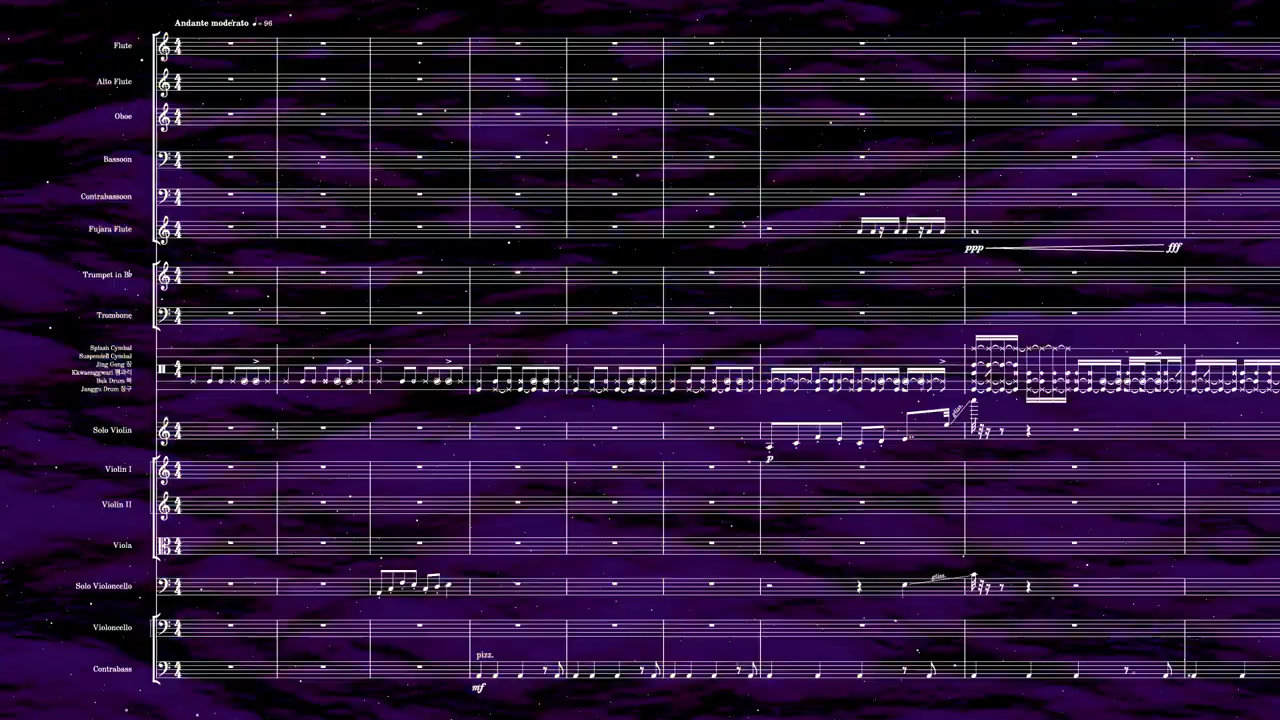 Andante moderato ♩ = 96
Flute
Alto Flute
Oboe
Bassoon
Contrabassoon
Fujara Flute
ppp fff
Trumpet in B♭
Trombone
Splash Cymbal
Suspended Cymbal
Jing Gong 징
Kkwaenggwari 꽹과리
Buk Drum 북
Janggu Drum 장구
gliss.
Solo Violin
p
Violin I
Violin II
Viola
gliss.
Solo Violoncello
Violoncello
pizz.
Contrabass
mf